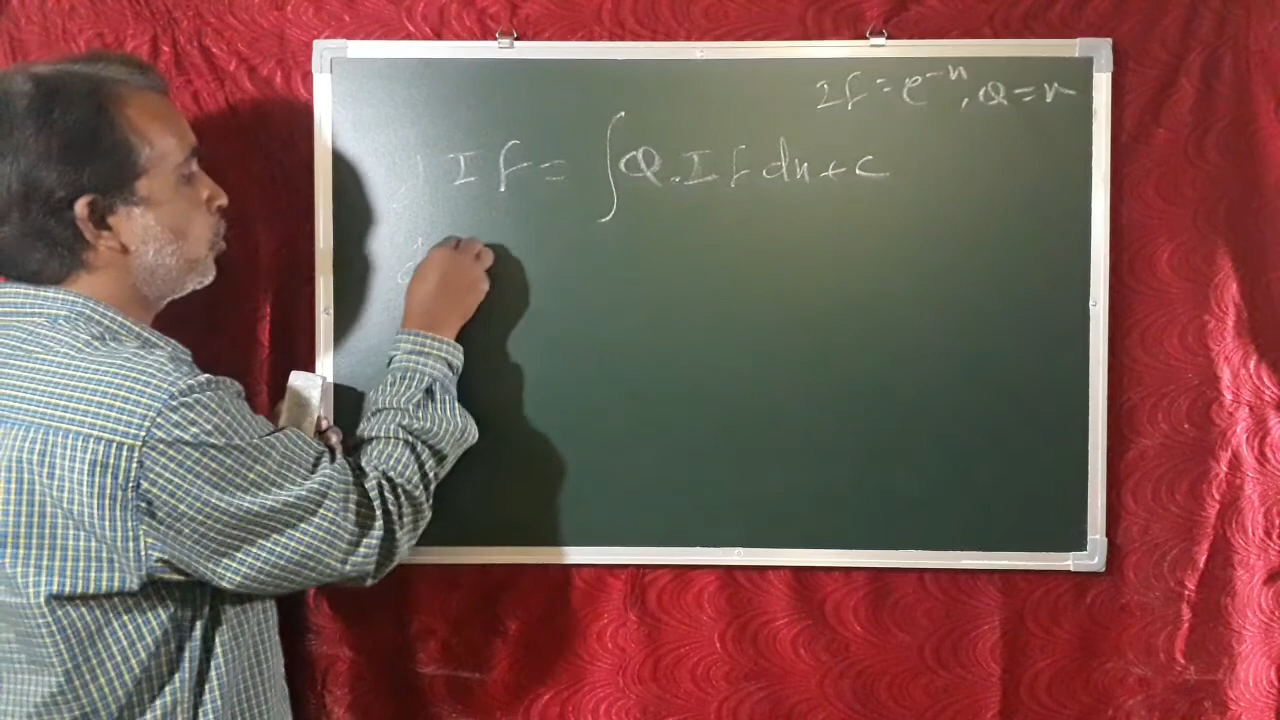 IF = e⁻ˣ, Q = x
y IF = ∫Q.IF dx + c